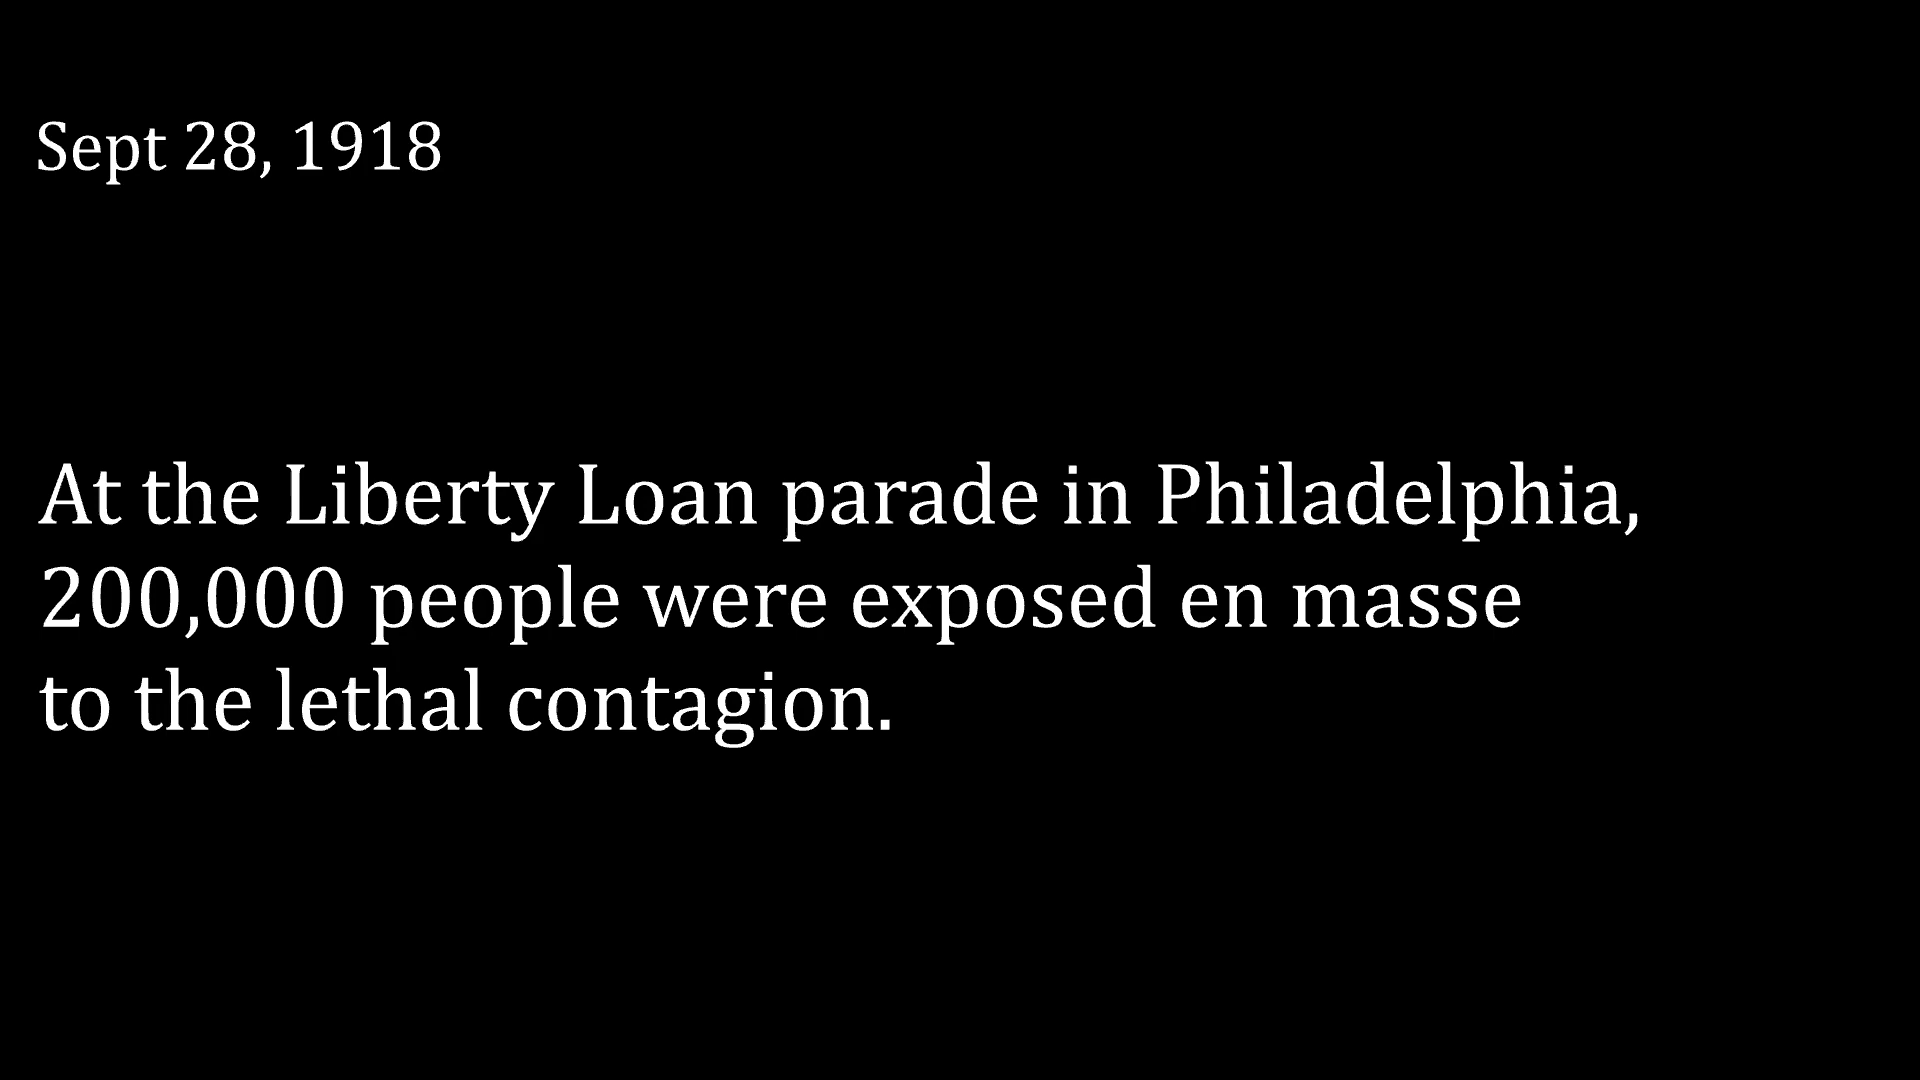 Sept 28, 1918
At the Liberty Loan parade in Philadelphia,
200,000 people were exposed en masse
to the lethal contagion.